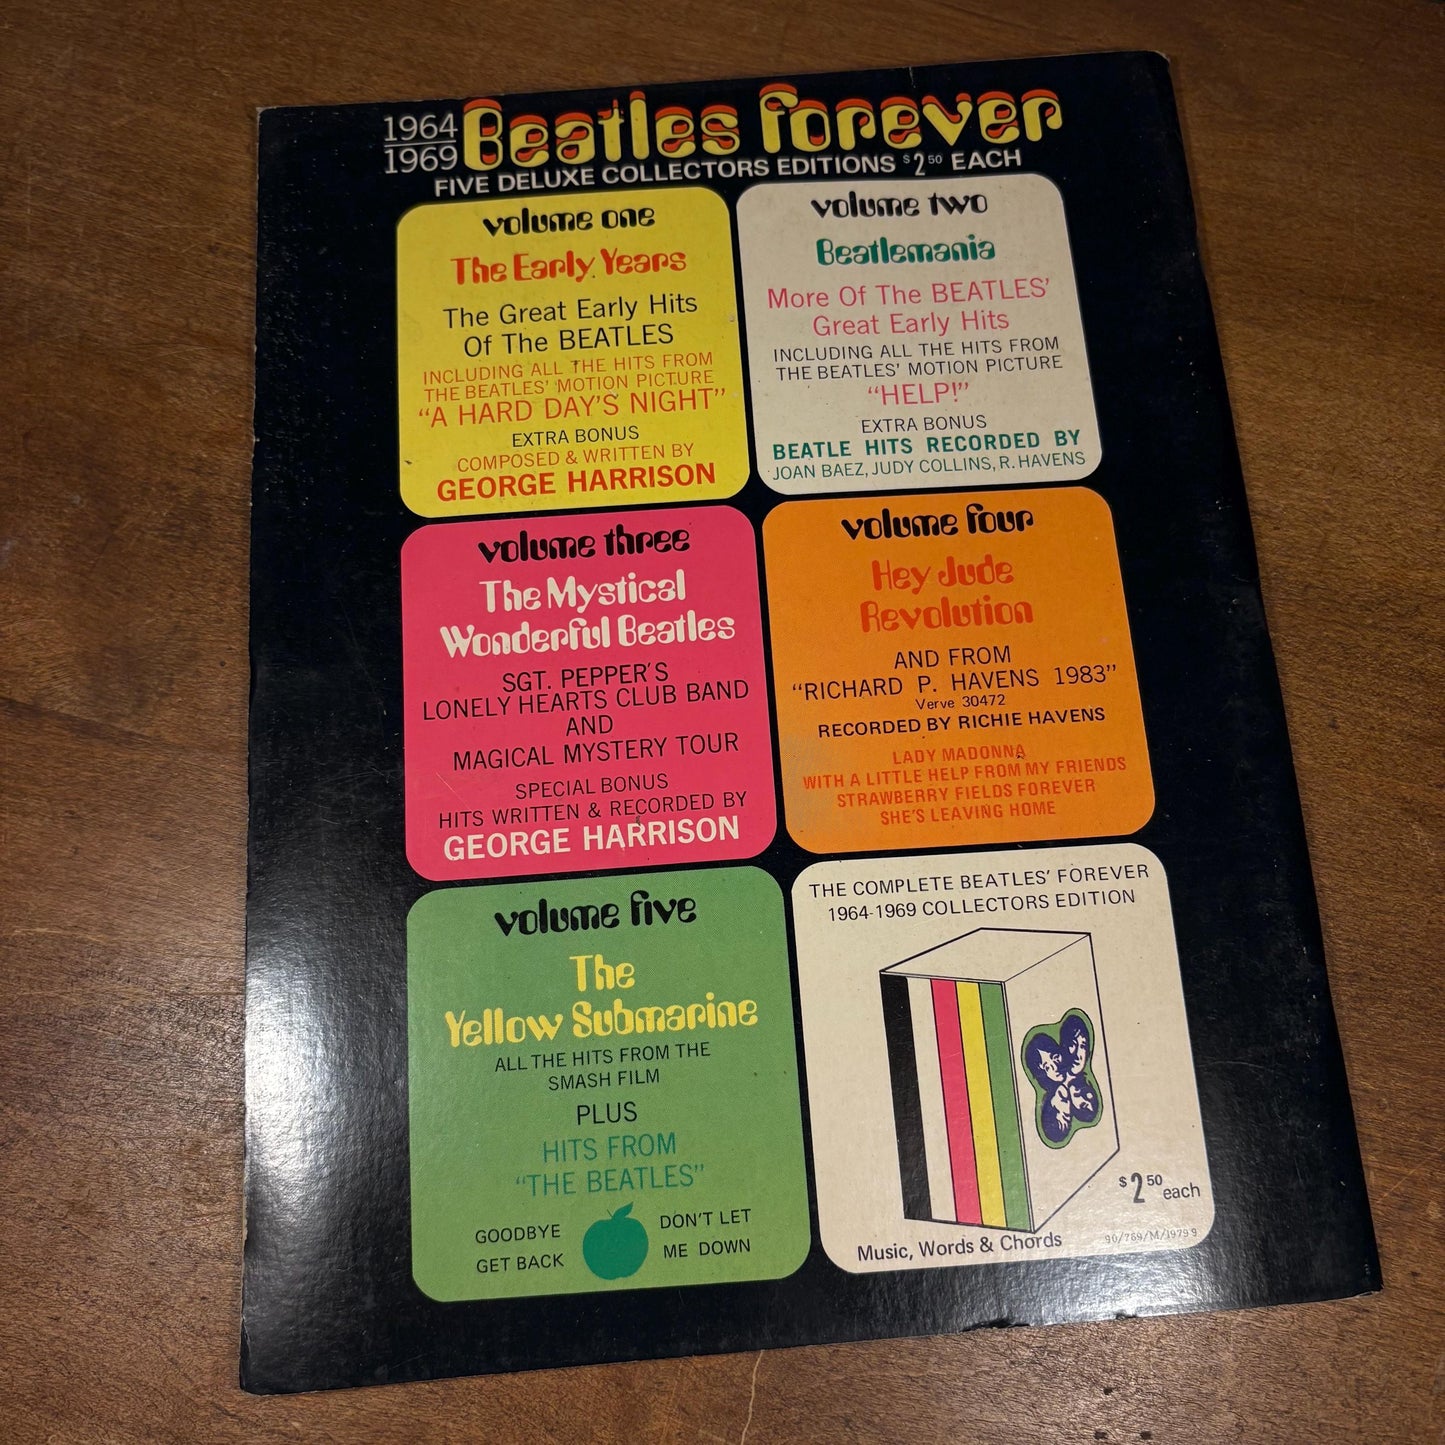 1964
1969
Beatles Forever
FIVE DELUXE COLLECTORS EDITIONS $2.50 EACH
volume one
The Early Years
The Great Early Hits
Of The BEATLES
INCLUDING ALL THE HITS FROM
THE BEATLES' MOTION PICTURE
"A HARD DAY'S NIGHT"
EXTRA BONUS
COMPOSED & WRITTEN BY
GEORGE HARRISON
volume two
Beatlemania
More Of The BEATLES'
Great Early Hits
INCLUDING ALL THE HITS FROM
THE BEATLES' MOTION PICTURE
"HELP!"
EXTRA BONUS
BEATLE HITS RECORDED BY
JOAN BAEZ, JUDY COLLINS, R. HAVENS
volume three
The Mystical
Wonderful Beatles
SGT. PEPPER'S
LONELY HEARTS CLUB BAND
AND
MAGICAL MYSTERY TOUR
SPECIAL BONUS
HITS WRITTEN & RECORDED BY
GEORGE HARRISON
volume four
Hey Jude
Revolution
AND FROM
"RICHARD P. HAVENS 1983"
Verve 30472
RECORDED BY RICHIE HAVENS
LADY MADONNA
WITH A LITTLE HELP FROM MY FRIENDS
STRAWBERRY FIELDS FOREVER
SHE'S LEAVING HOME
volume five
The
Yellow Submarine
ALL THE HITS FROM THE
SMASH FILM
PLUS
HITS FROM
"THE BEATLES"
GOODBYE
GET BACK
DON'T LET
ME DOWN
THE COMPLETE BEATLES' FOREVER
1964-1969 COLLECTORS EDITION
$2.50 each
Music, Words & Chords
90/789/M/19799